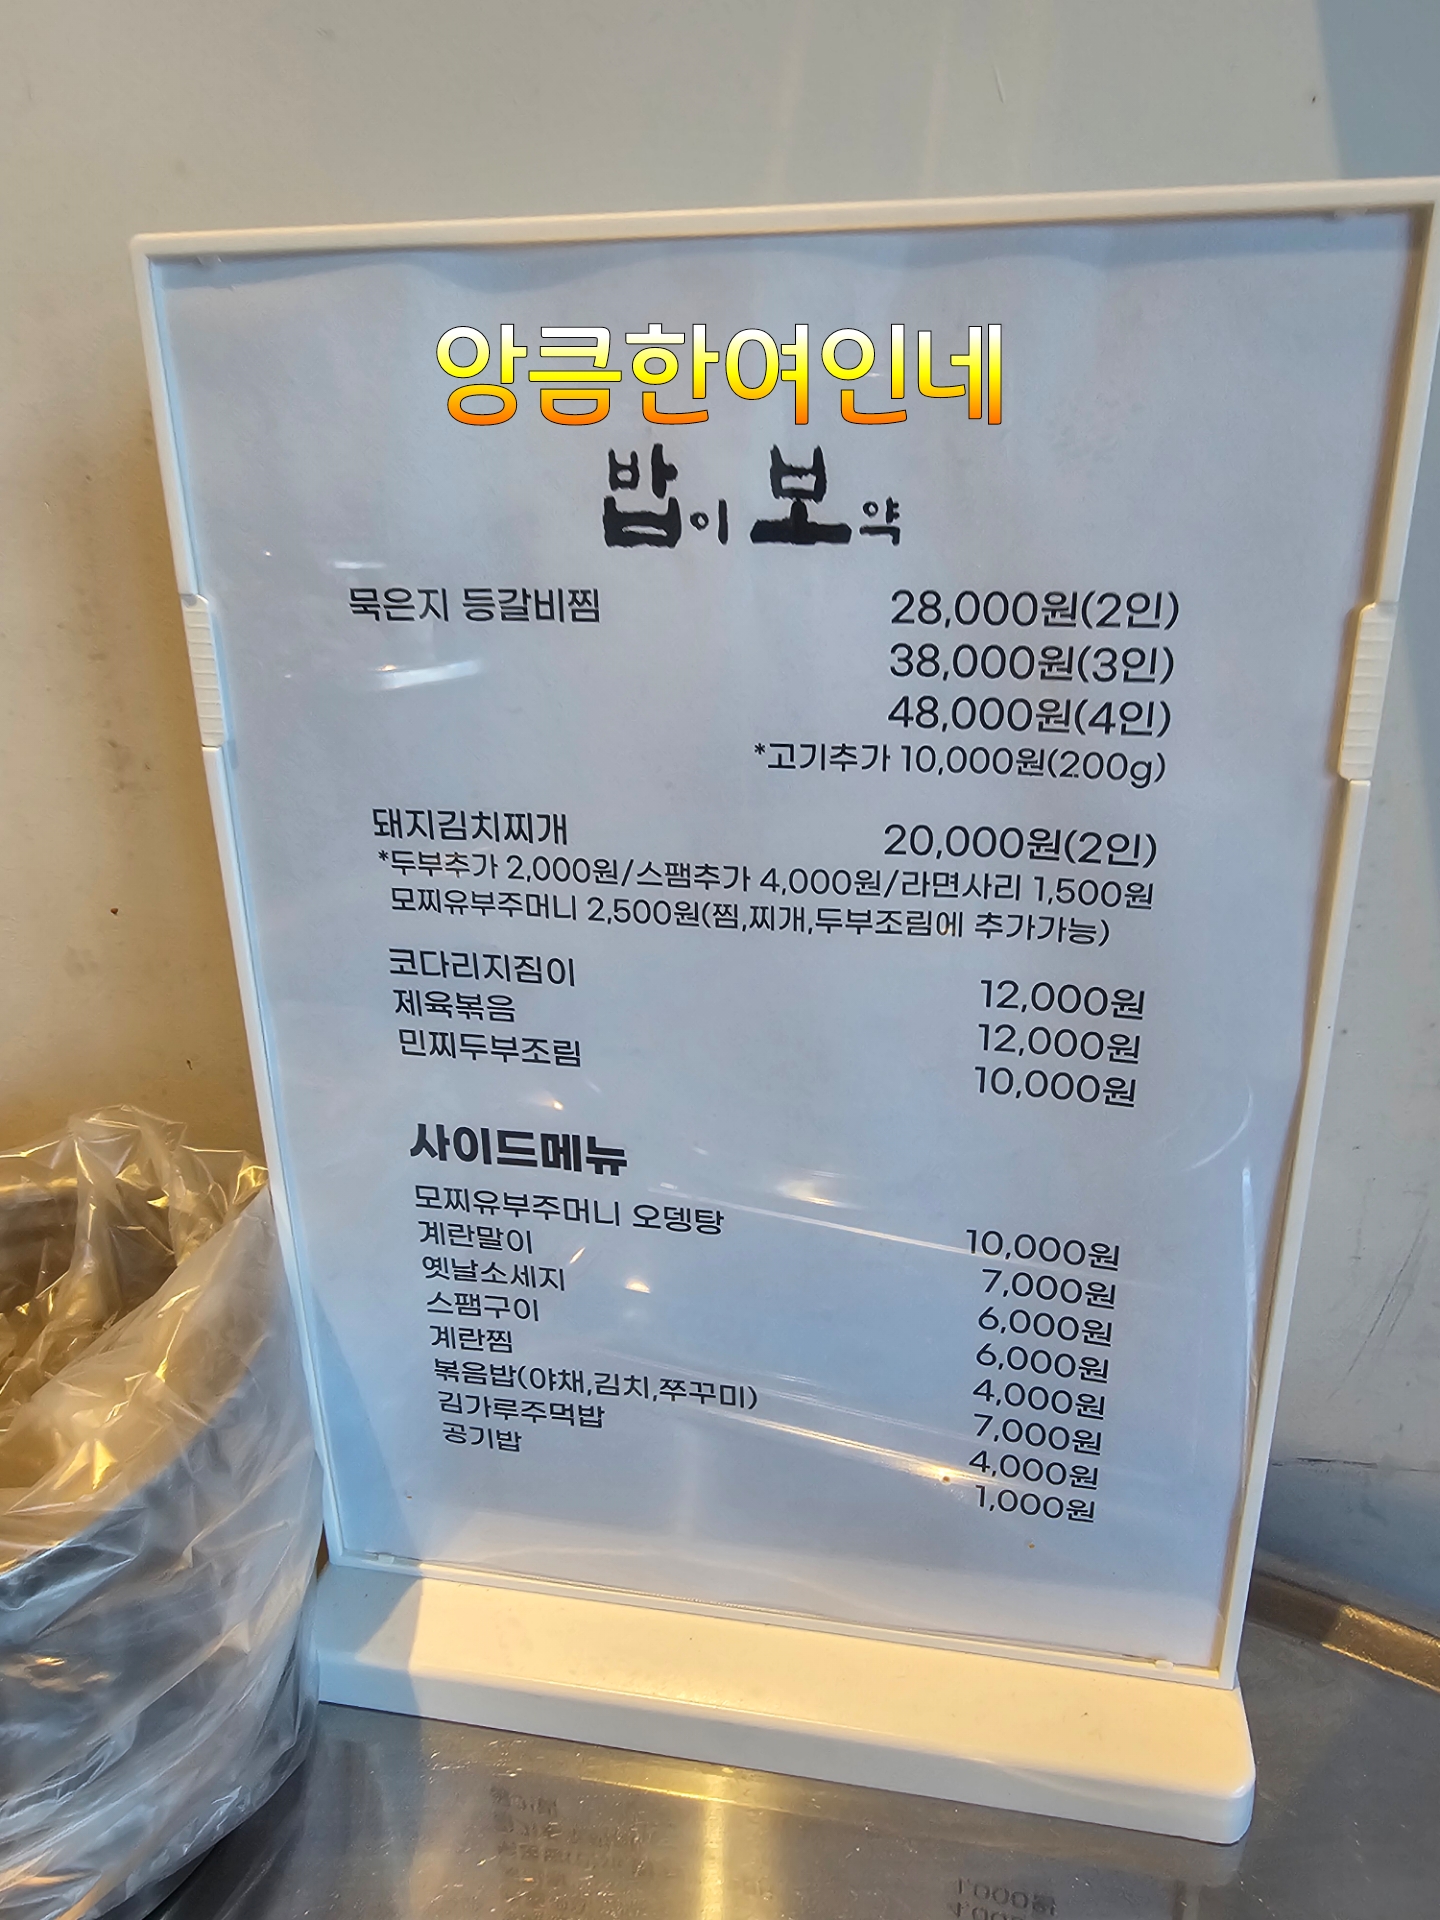 앙큼한여인네
밥이보약
묵은지 등갈비찜 28,000원(2인)
38,000원(3인)
48,000원(4인)
*고기추가 10,000원(200g)
돼지김치찌개 20,000원(2인)
*두부추가 2,000원/스팸추가 4,000원/라면사리 1,500원
모찌유부주머니 2,500원(찜,찌개,두부조림에 추가가능)
코다리지짐이 12,000원
제육볶음 12,000원
민찌두부조림 10,000원
사이드메뉴
모찌유부주머니 오뎅탕 10,000원
계란말이 7,000원
옛날소세지 6,000원
스팸구이 6,000원
계란찜 4,000원
볶음밥(야채,김치,쭈꾸미) 7,000원
김가루주먹밥 4,000원
공기밥 1,000원